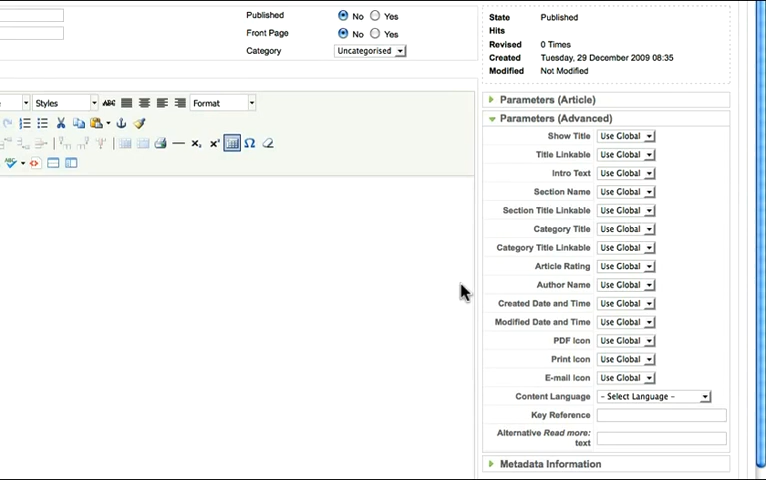 Published No Yes
Front Page No Yes
Category Uncategorised
State Published
Hits
Revised 0 Times
Created Tuesday, 29 December 2009 08:35
Modified Not Modified
Styles ABC Format
Parameters (Article)
Parameters (Advanced)
Show Title Use Global
Title Linkable Use Global
Intro Text Use Global
Section Name Use Global
Section Title Linkable Use Global
Category Title Use Global
Category Title Linkable Use Global
Article Rating Use Global
Author Name Use Global
Created Date and Time Use Global
Modified Date and Time Use Global
PDF Icon Use Global
Print Icon Use Global
E-mail Icon Use Global
Content Language - Select Language -
Key Reference
Alternative Read more:
text
Metadata Information